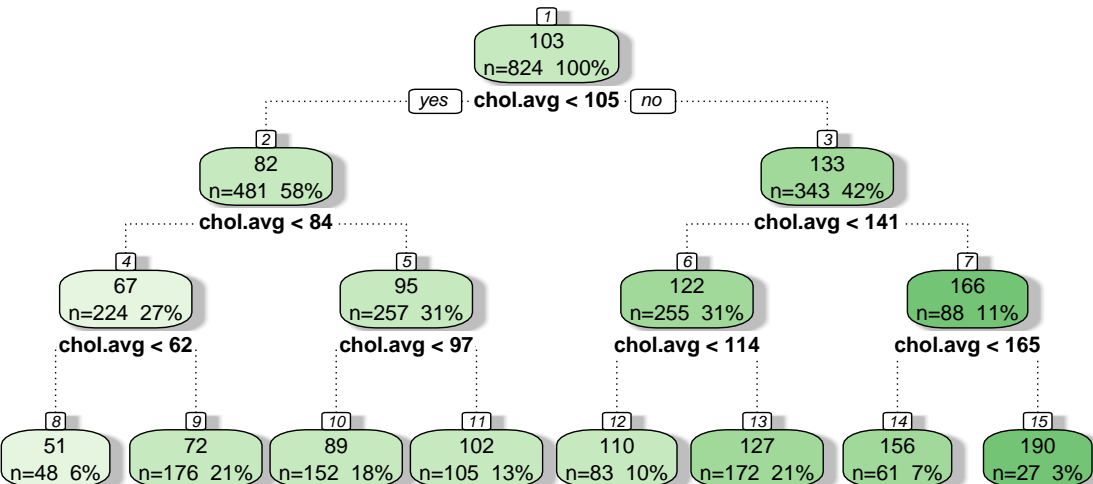 1
103
n=824 100%
yes chol.avg < 105 no
2 3
82 133
n=481 58% n=343 42%
chol.avg < 84 chol.avg < 141
4 5 6 7
67 95 122 166
n=224 27% n=257 31% n=255 31% n=88 11%
chol.avg < 62 chol.avg < 97 chol.avg < 114 chol.avg < 165
8 9 10 11 12 13 14 15
51 72 89 102 110 127 156 190
n=48 6% n=176 21% n=152 18% n=105 13% n=83 10% n=172 21% n=61 7% n=27 3%